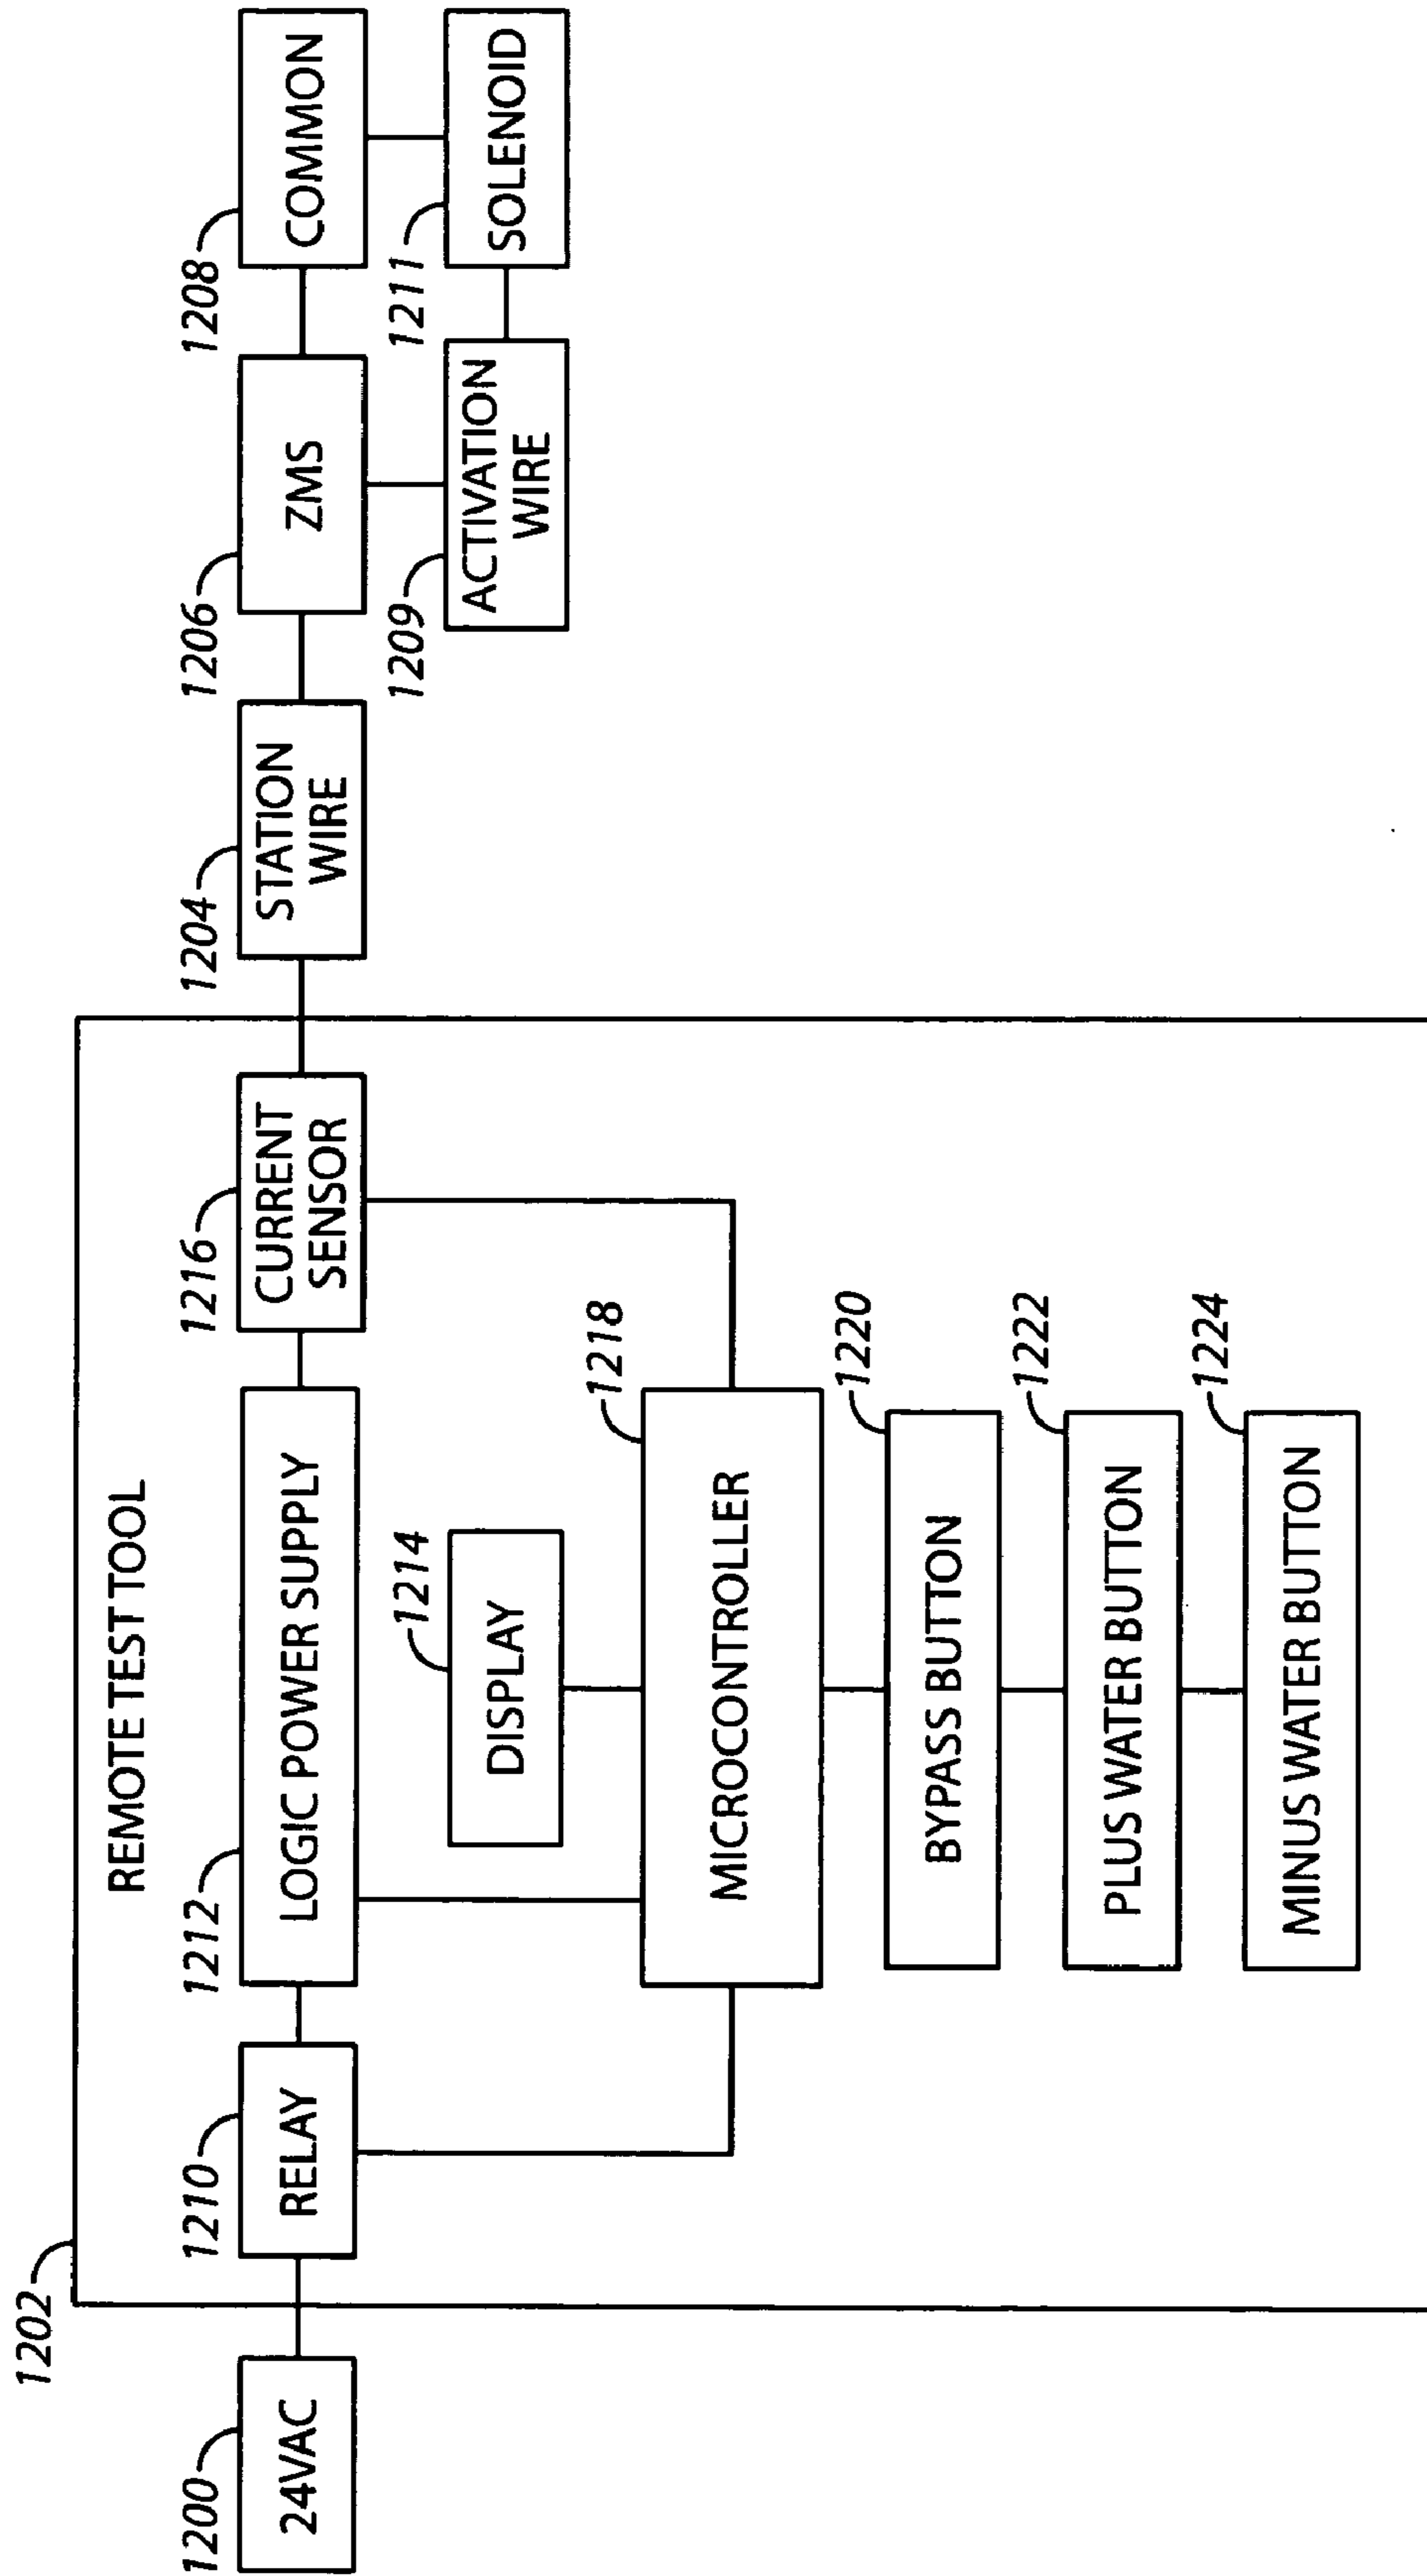 1202
REMOTE TEST TOOL
1200
24VAC
1210
RELAY
1212
LOGIC POWER SUPPLY
1216
CURRENT
SENSOR
1204
STATION
WIRE
1206
ZMS
1208
COMMON
1214
DISPLAY
1209
ACTIVATION
WIRE
1211
SOLENOID
1218
MICROCONTROLLER
1220
BYPASS BUTTON
1222
PLUS WATER BUTTON
1224
MINUS WATER BUTTON